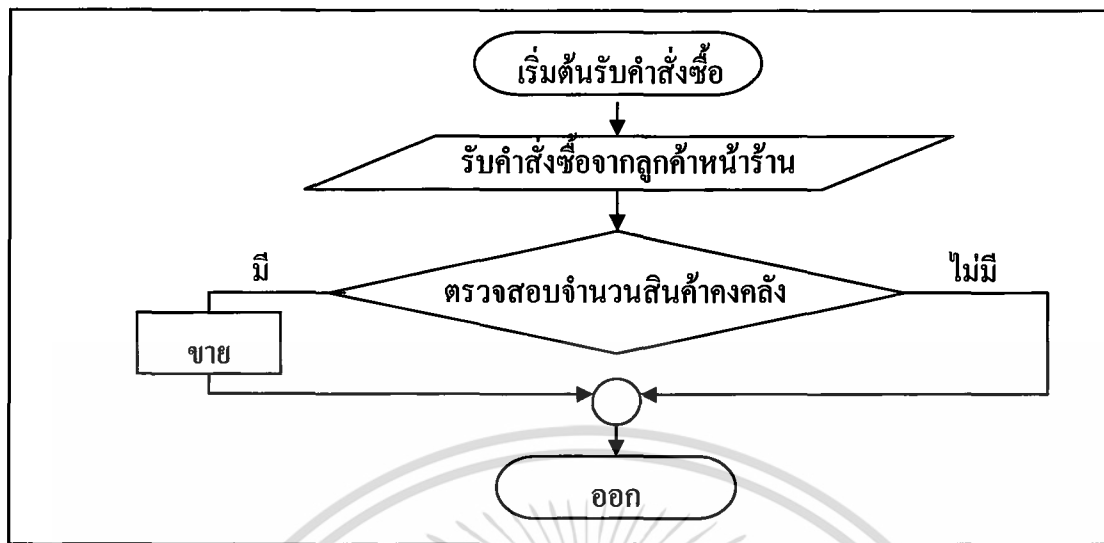 เริ่มต้นรับคำสั่งซื้อ
รับคำสั่งซื้อจากลูกค้าหน้าร้าน
มี
ไม่มี
ตรวจสอบจำนวนสินค้าคงคลัง
ขาย
ออก